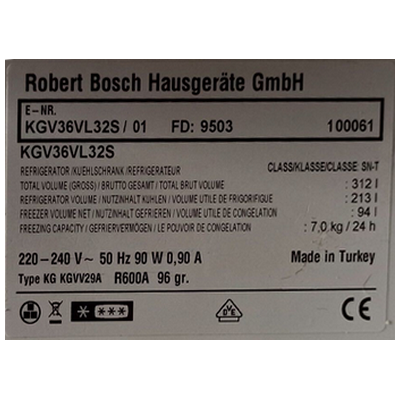 Robert Bosch Hausgeräte GmbH
E-NR.
KGV36VL32S / 01 FD: 9503 100061
KGV36VL32S
REFRIGERATOR / KUEHLSCHRANK / REFRIGERATEUR CLASS/KLASSE/CLASSE: SN-T
TOTAL VOLUME (GROSS) / BRUTTO GESAMT / TOTAL BRUT VOLUME : 312 l
REFRIGERATOR VOLUME / NUTZINHALT KUHLEN / VOLUME UTILE DE FRIGORIFIGUE : 213 l
FREEZER VOLUME NET / NUTZINHALT GEFRIEREN / VOLUME UTILE DE CONGELATION : 94 l
FREEZING CAPACITY / GEFRIERVERMÖGEN / LE POUVOIR DE CONGELATION : 7,0 kg / 24 h
220-240 V~ 50 Hz 90 W 0,90 A Made in Turkey
Type KG KGVV29A R600A 96 gr.
DVE CE